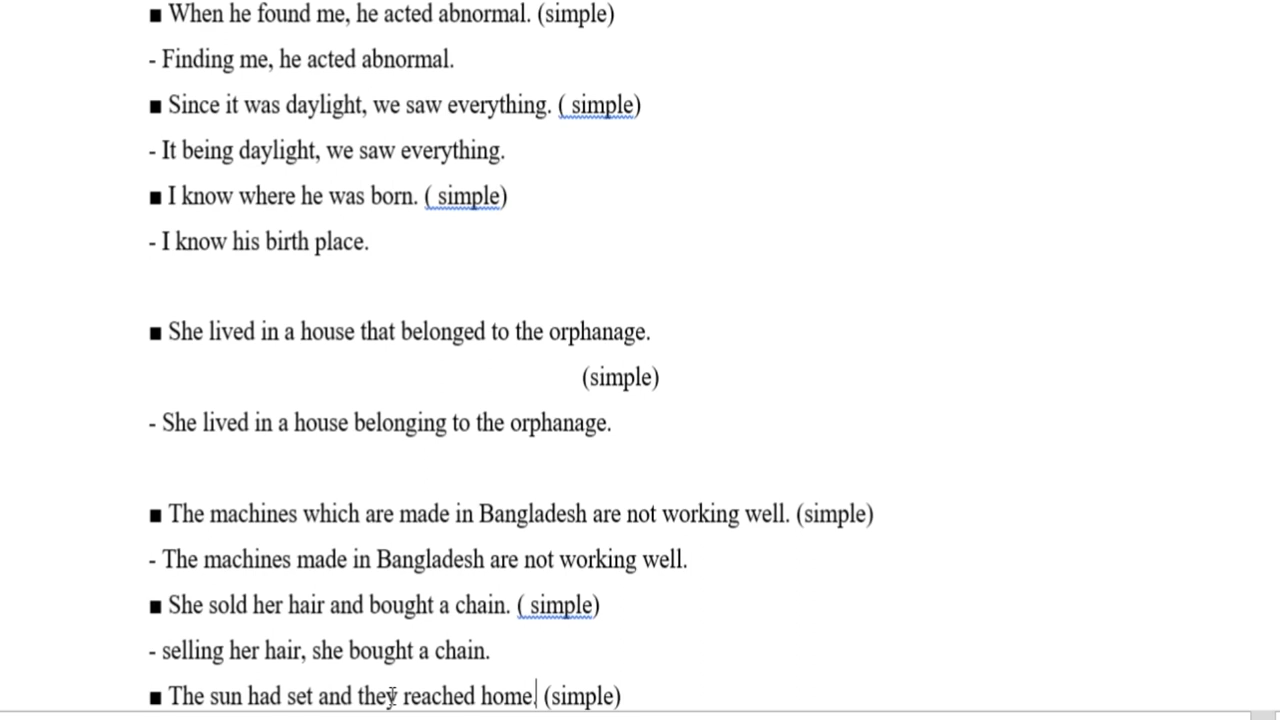 ■ When he found me, he acted abnormal. (simple)
- Finding me, he acted abnormal.
■ Since it was daylight, we saw everything. ( simple)
- It being daylight, we saw everything.
■ I know where he was born. ( simple)
- I know his birth place.
■ She lived in a house that belonged to the orphanage.
(simple)
- She lived in a house belonging to the orphanage.
■ The machines which are made in Bangladesh are not working well. (simple)
- The machines made in Bangladesh are not working well.
■ She sold her hair and bought a chain. ( simple)
- selling her hair, she bought a chain.
■ The sun had set and they reached home. (simple)